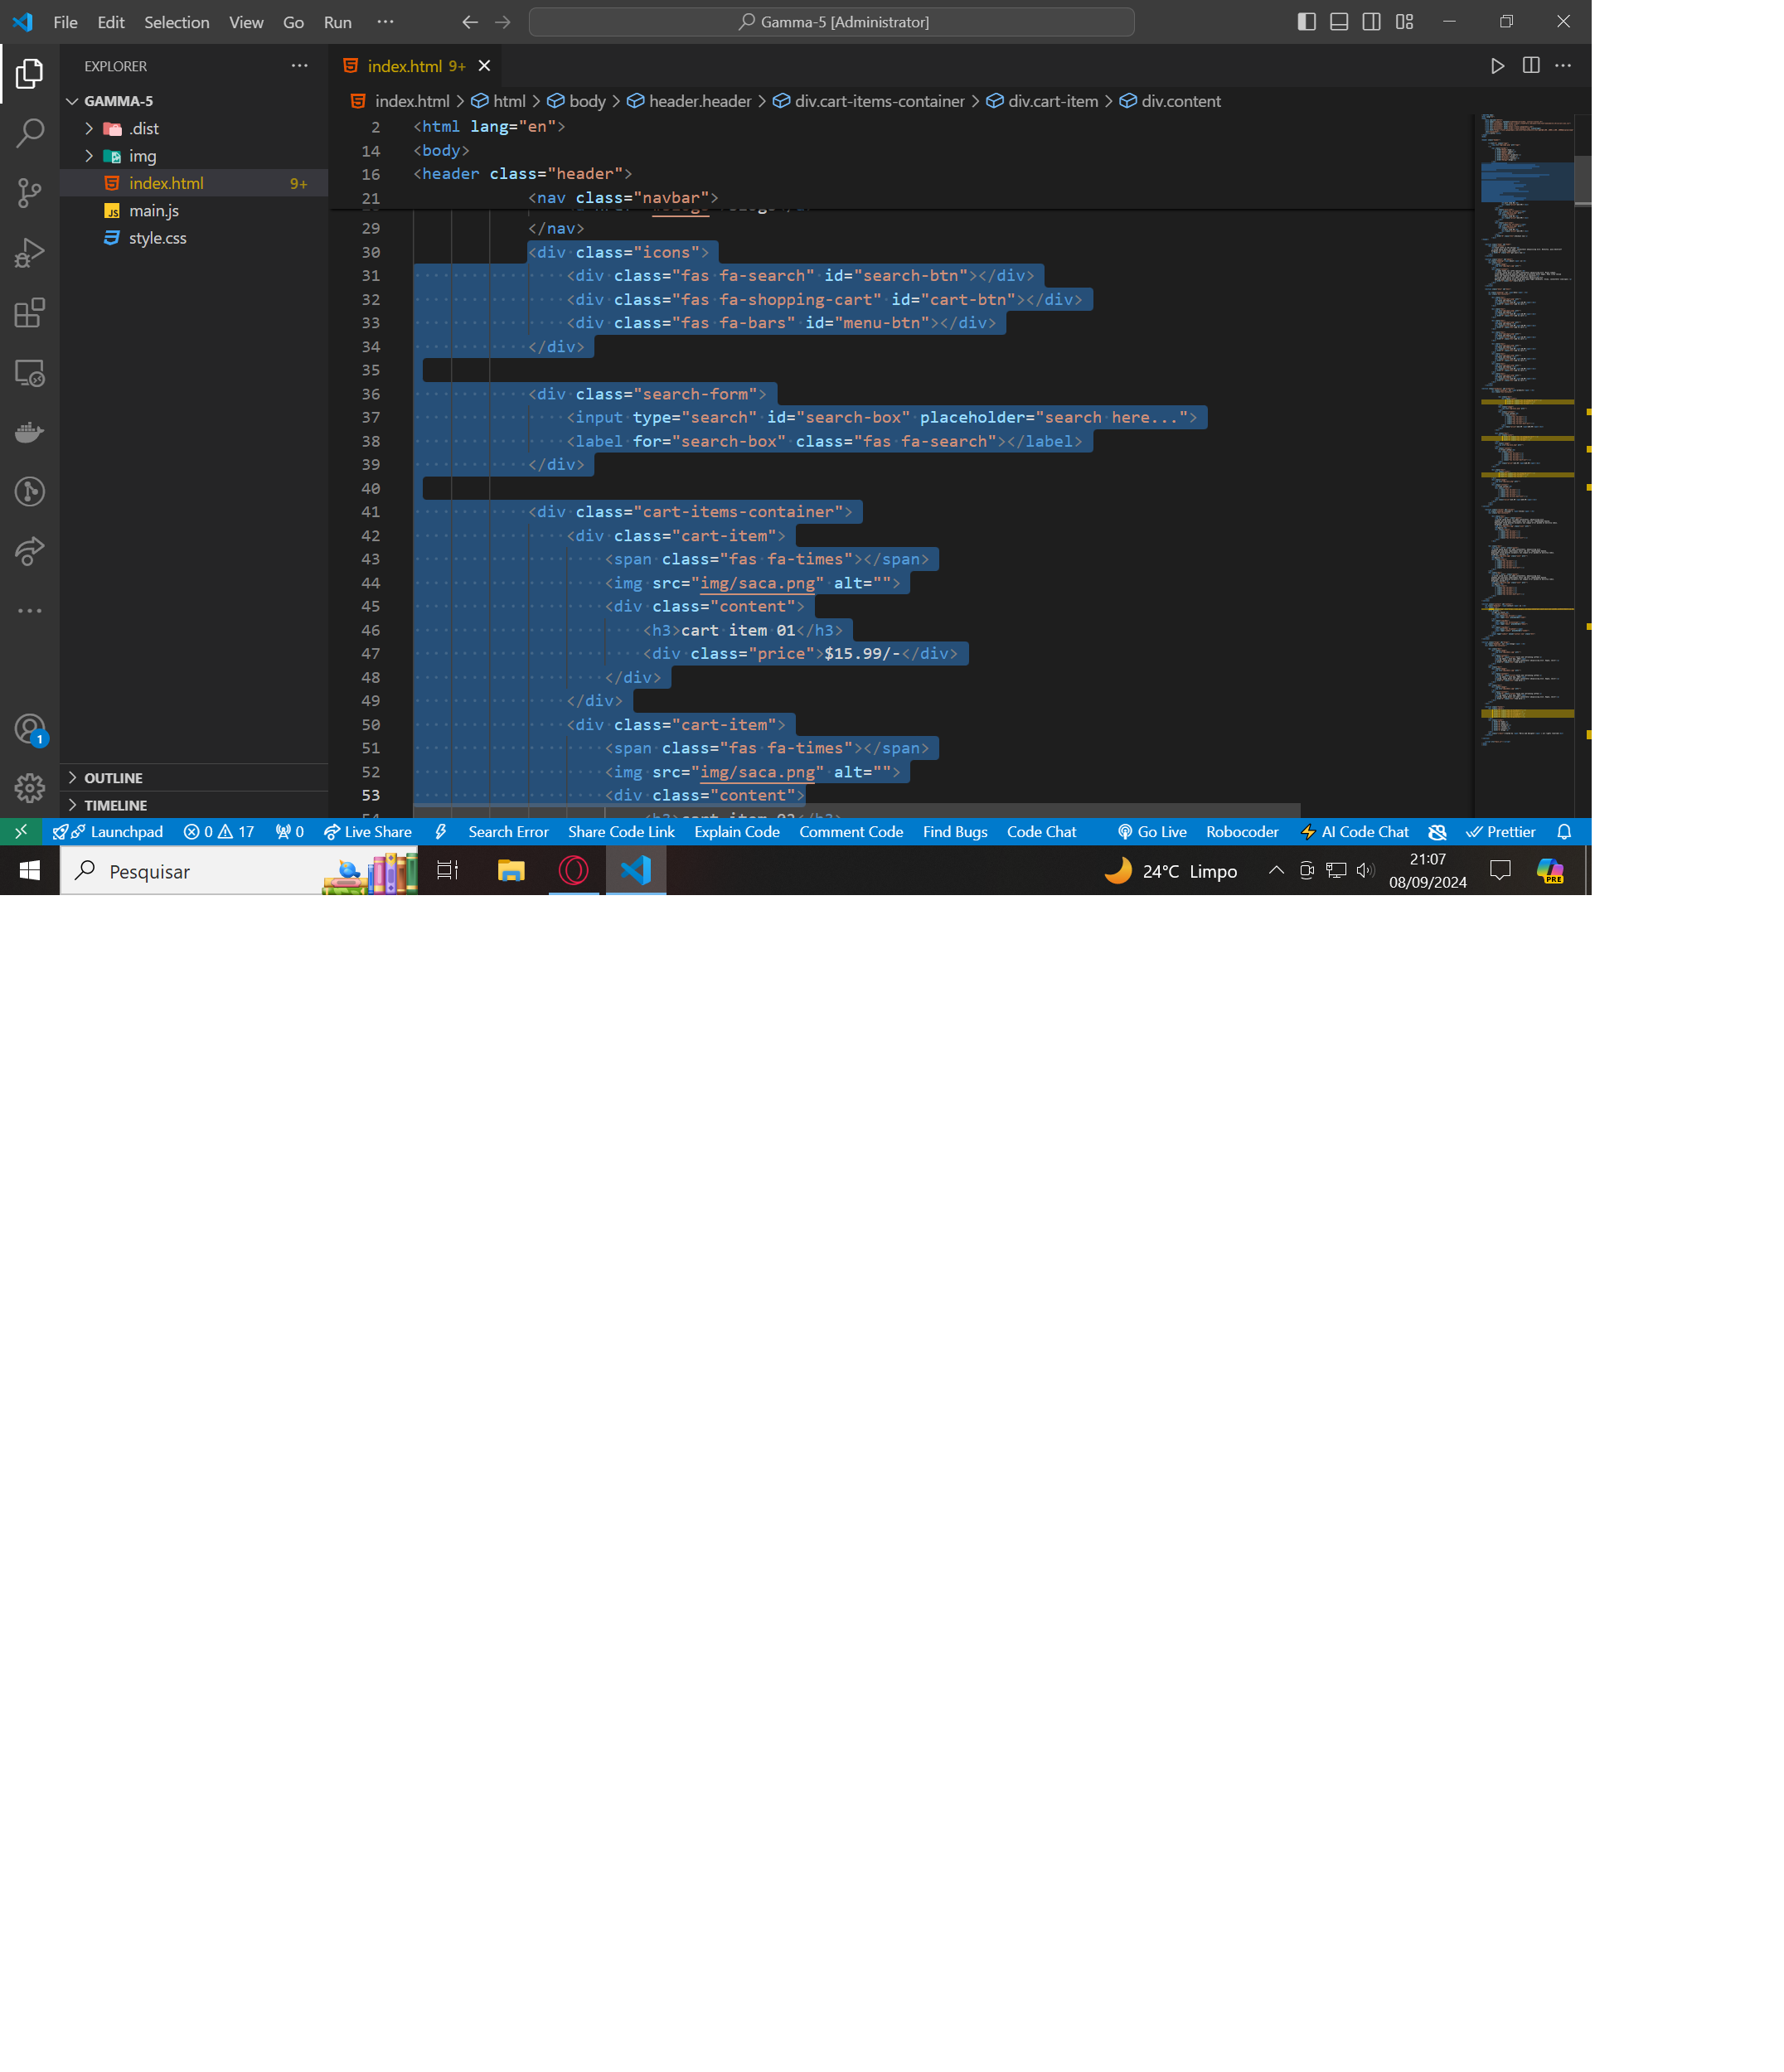 File Edit Selection View Go Run ··· Gamma-5 [Administrator]
EXPLORER ···
GAMMA-5
.dist
img
index.html 9+
main.js
style.css
OUTLINE
TIMELINE
index.html 9+
index.html > html > body > header.header > div.cart-items-container > div.cart-item > div.content
2 <html lang="en">
14 <body>
16 <header class="header">
21 <nav class="navbar">
29 </nav>
30 <div class="icons">
31 <div class="fas fa-search" id="search-btn"></div>
32 <div class="fas fa-shopping-cart" id="cart-btn"></div>
33 <div class="fas fa-bars" id="menu-btn"></div>
34 </div>
35
36 <div class="search-form">
37 <input type="search" id="search-box" placeholder="search here...">
38 <label for="search-box" class="fas fa-search"></label>
39 </div>
40
41 <div class="cart-items-container">
42 <div class="cart-item">
43 <span class="fas fa-times"></span>
44 <img src="img/saca.png" alt="">
45 <div class="content">
46 <h3>cart item 01</h3>
47 <div class="price">$15.99/-</div>
48 </div>
49 </div>
50 <div class="cart-item">
51 <span class="fas fa-times"></span>
52 <img src="img/saca.png" alt="">
53 <div class="content">
1
Launchpad 0 17 0 Live Share Search Error Share Code Link Explain Code Comment Code Find Bugs Code Chat Go Live Robocoder AI Code Chat Prettier
Pesquisar
24°C Limpo
21:07
08/09/2024
PRE